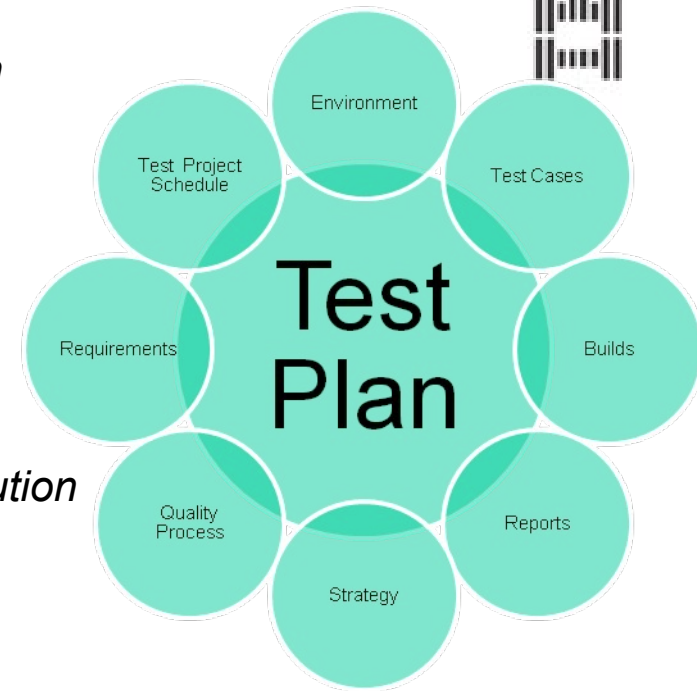 Environment
Test Project
Schedule
Test Cases
Test
Plan
Requirements
Builds
ution
Quality
Process
Reports
Strategy